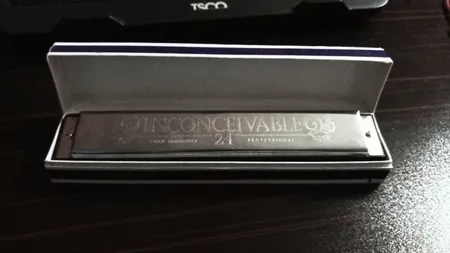 TSCO
INCONCEIVABLE
24
PROFESSIONAL